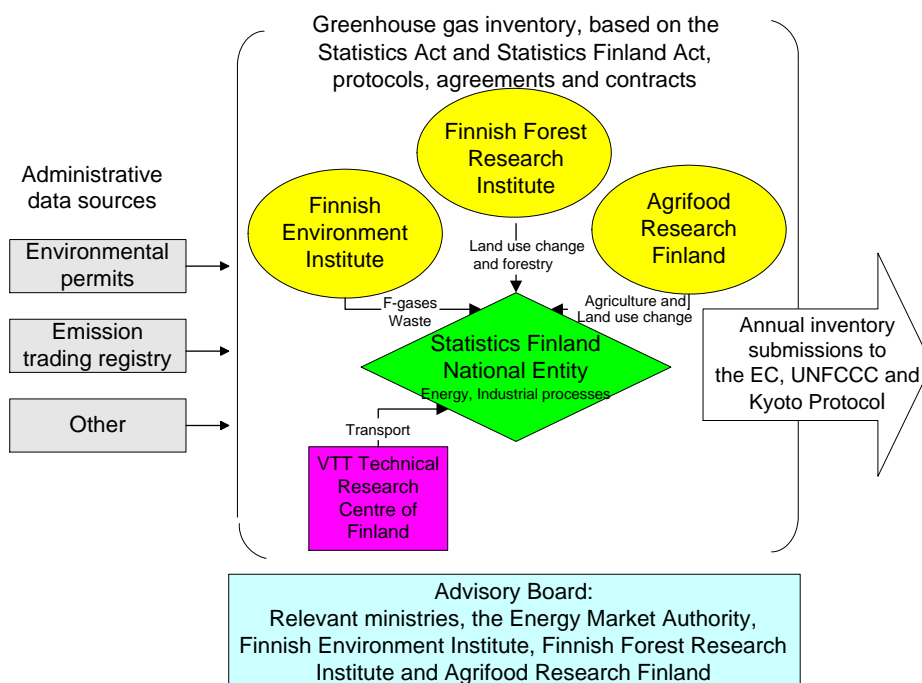 Greenhouse gas inventory, based on the
Statistics Act and Statistics Finland Act,
protocols, agreements and contracts
Administrative
data sources
Environmental
permits
Emission
trading registry
Other
Finnish Forest
Research
Institute
Finnish
Environment
Institute
Agrifood
Research
Finland
Land use change
and forestry
F-gases
Waste
Agriculture and
Land use change
Statistics Finland
National Entity
Energy, Industrial processes
Transport
VTT Technical
Research
Centre of
Finland
Annual inventory
submissions to
the EC, UNFCCC and
Kyoto Protocol
Advisory Board:
Relevant ministries, the Energy Market Authority,
Finnish Environment Institute, Finnish Forest Research
Institute and Agrifood Research Finland